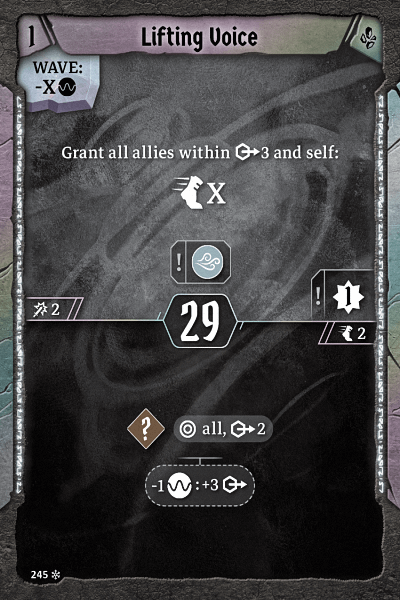 1
Lifting Voice
WAVE:
-X
Grant all allies within 3 and self:
X
!
! 1
2
29
2
?
all, 2
-1 :+3
245